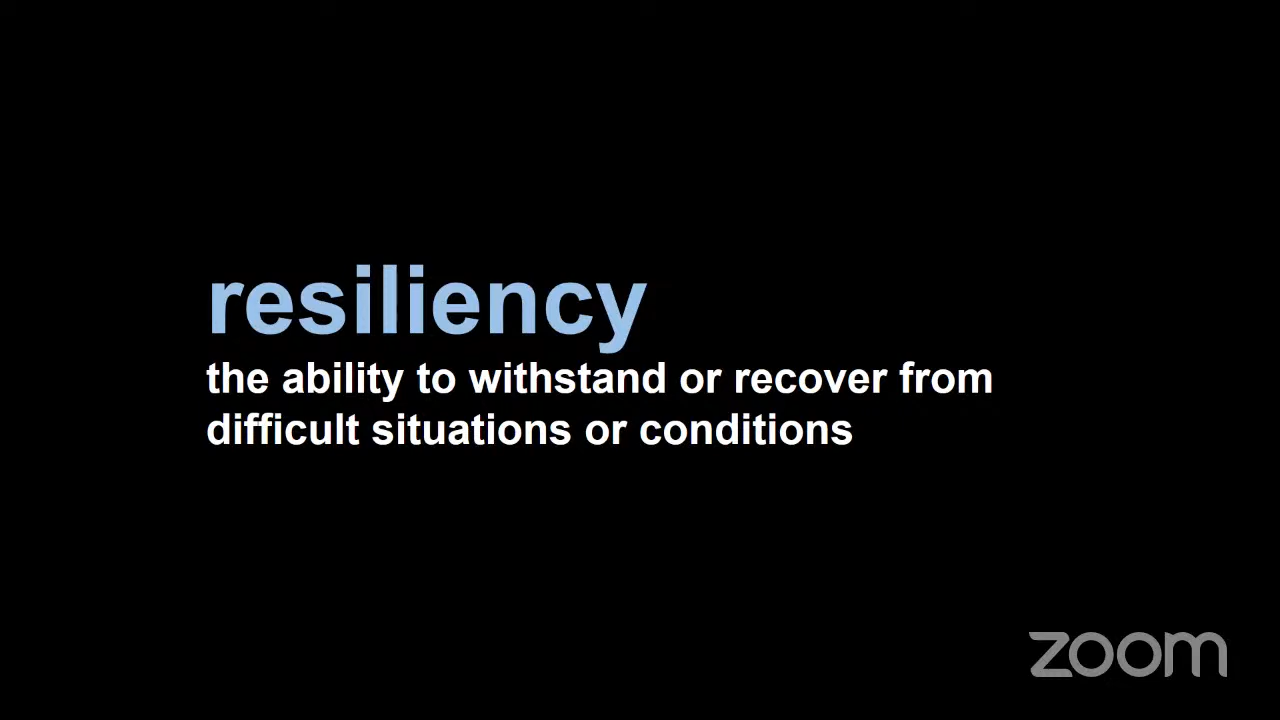 resiliency
the ability to withstand or recover from
difficult situations or conditions
zoom